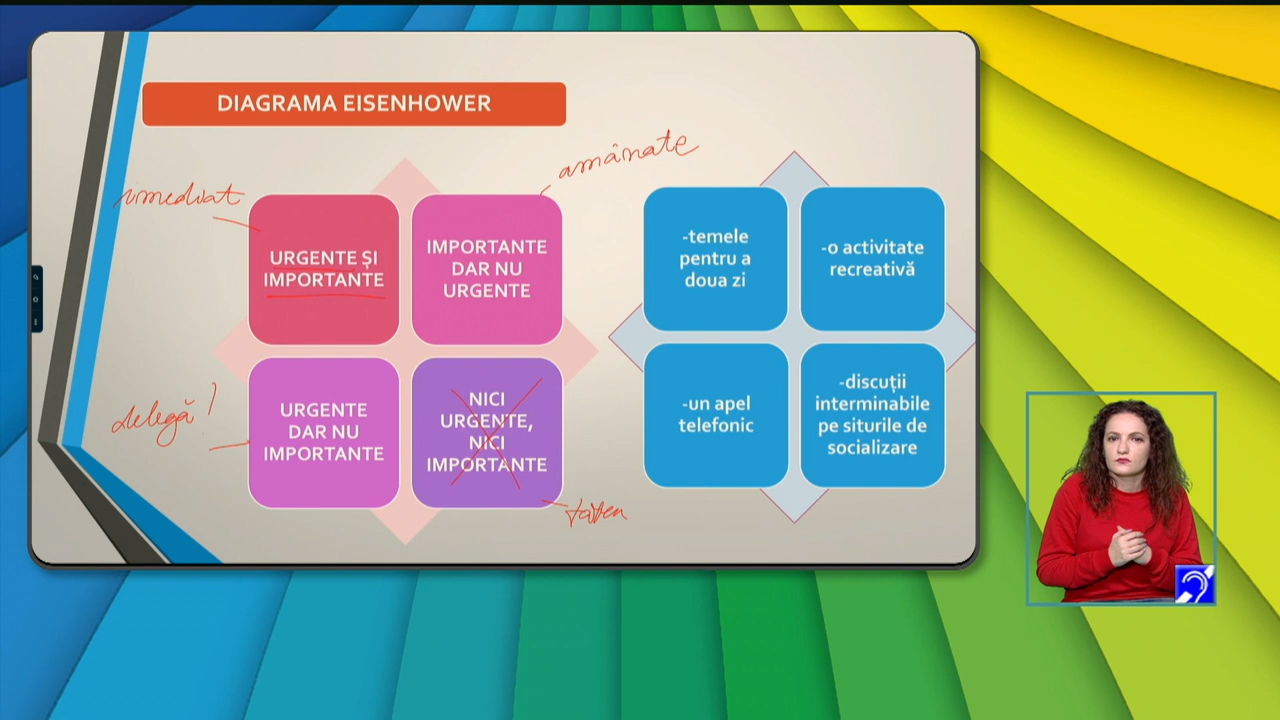 DIAGRAMA EISENHOWER
amânate
imediat
URGENTE ȘI
IMPORTANTE
IMPORTANTE
DAR NU
URGENTE
delegă
URGENTE
DAR NU
IMPORTANTE
NICI
URGENTE,
NICI
IMPORTANTE
-temele
pentru a
doua zi
-o activitate
recreativă
-un apel
telefonic
-discuții
interminabile
pe siturile de
socializare